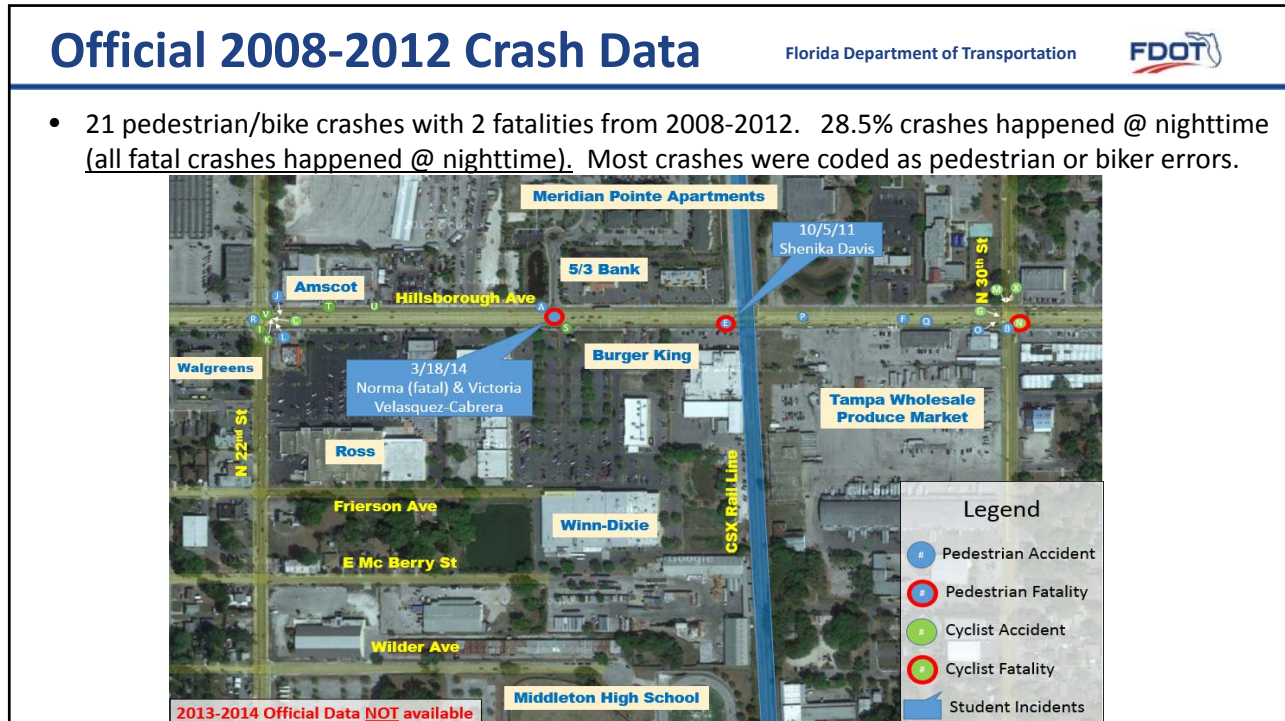 Official 2008-2012 Crash Data
Florida Department of Transportation
FDOT
• 21 pedestrian/bike crashes with 2 fatalities from 2008-2012. 28.5% crashes happened @ nighttime
(all fatal crashes happened @ nighttime). Most crashes were coded as pedestrian or biker errors.
Meridian Pointe Apartments
10/5/11
Shenika Davis
5/3 Bank
N 30th St
Amscot
Hillsborough Ave
J
T
U
A
M
X
R
V
C
I
K
L
S
E
P
F
Q
G
O
B
N
Walgreens
3/18/14
Norma (fatal) & Victoria
Velasquez-Cabrera
Burger King
Tampa Wholesale
Produce Market
N 22nd St
Ross
CSX Rail Line
Frierson Ave
Winn-Dixie
Google
E Mc Berry St
Wilder Ave
Middleton High School
2013-2014 Official Data NOT available
Legend
# Pedestrian Accident
# Pedestrian Fatality
# Cyclist Accident
# Cyclist Fatality
Student Incidents